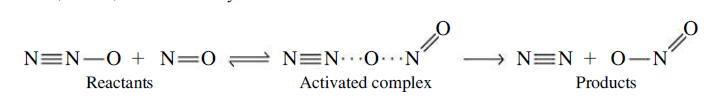 O O
N≡N—O + N=O ⇌ N≡N···O···N ⟶ N≡N + O—N
Reactants Activated complex Products